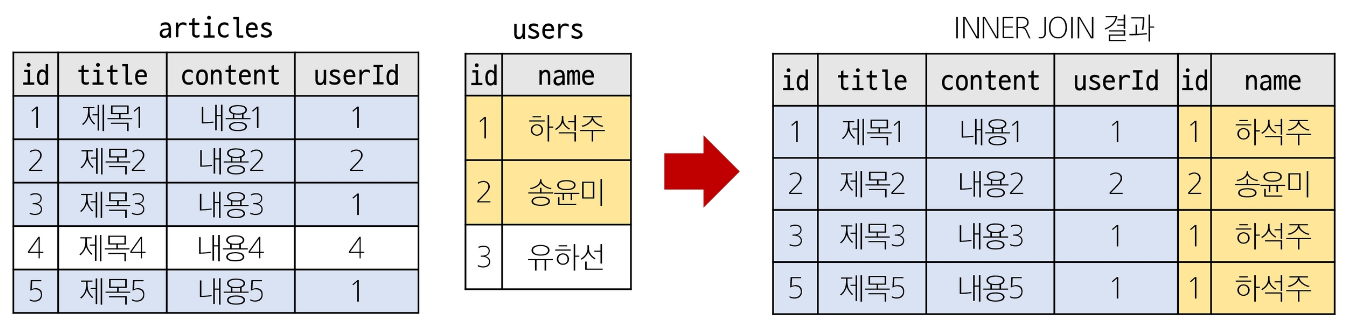 articles
id title content userId
1 제목1 내용1 1
2 제목2 내용2 2
3 제목3 내용3 1
4 제목4 내용4 4
5 제목5 내용5 1
users
id name
1 하석주
2 송윤미
3 유하선
INNER JOIN 결과
id title content userId id name
1 제목1 내용1 1 1 하석주
2 제목2 내용2 2 2 송윤미
3 제목3 내용3 1 1 하석주
5 제목5 내용5 1 1 하석주